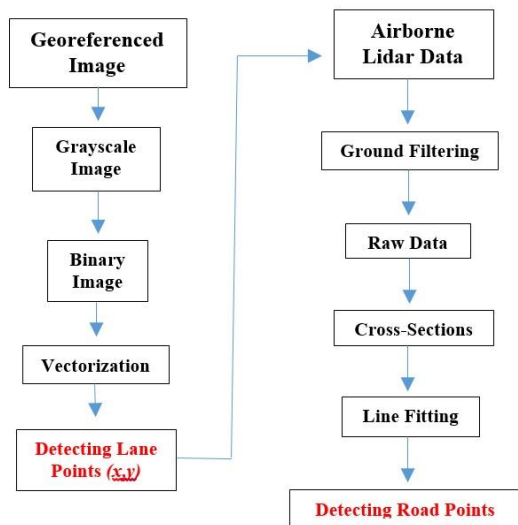 Georeferenced
Image
Grayscale
Image
Binary
Image
Vectorization
Detecting Lane
Points (x,y)
Airborne
Lidar Data
Ground Filtering
Raw Data
Cross-Sections
Line Fitting
Detecting Road Points